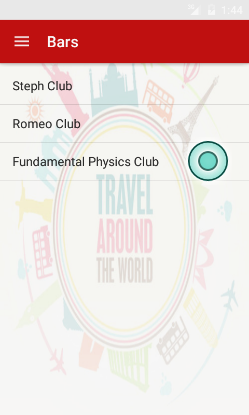 1:44
Bars
Steph Club
Romeo Club
Fundamental Physics Club
TRAVEL
AROUND
THE WORLD